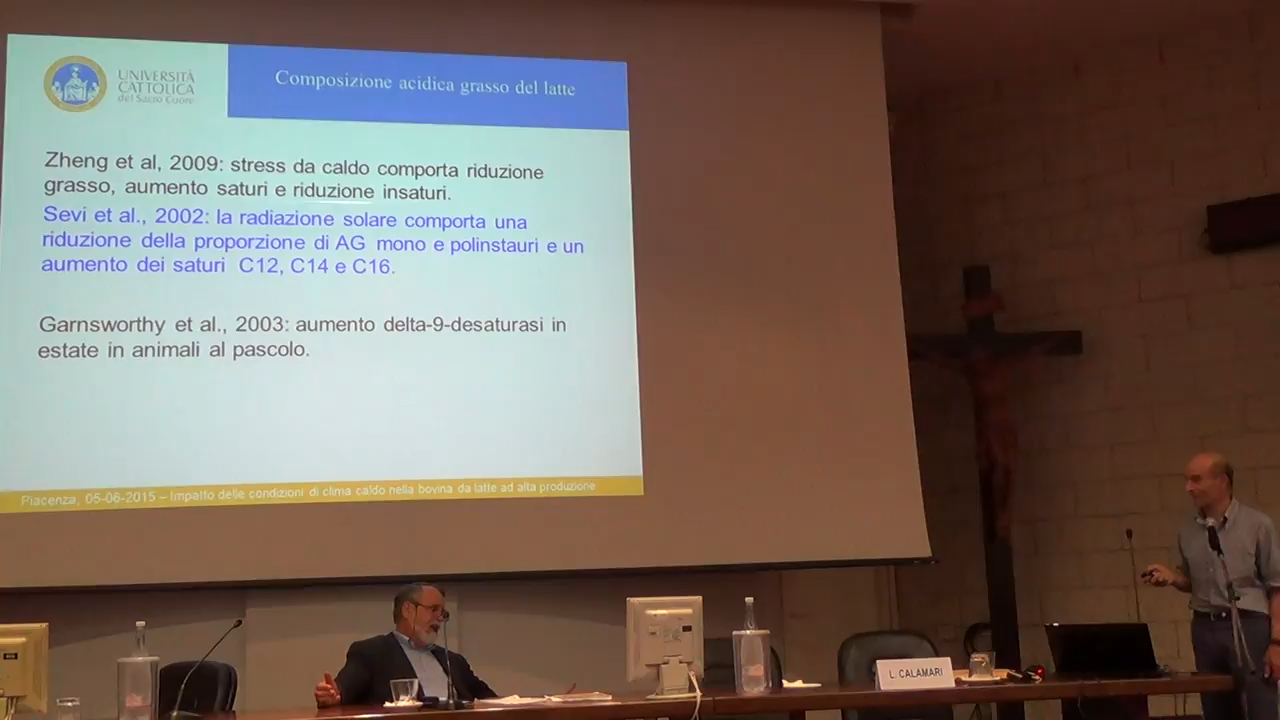 UNIVERSITÀ
CATTOLICA
del Sacro Cuore
Composizione acidica grasso del latte
Zheng et al, 2009: stress da caldo comporta riduzione
grasso, aumento saturi e riduzione insaturi.
Sevi et al., 2002: la radiazione solare comporta una
riduzione della proporzione di AG mono e polinstauri e un
aumento dei saturi C12, C14 e C16.
Garnsworthy et al., 2003: aumento delta-9-desaturasi in
estate in animali al pascolo.
Piacenza, 05-06-2015 – Impatto delle condizioni di clima caldo nella bovina da latte ad alta produzione
L. CALAMARI